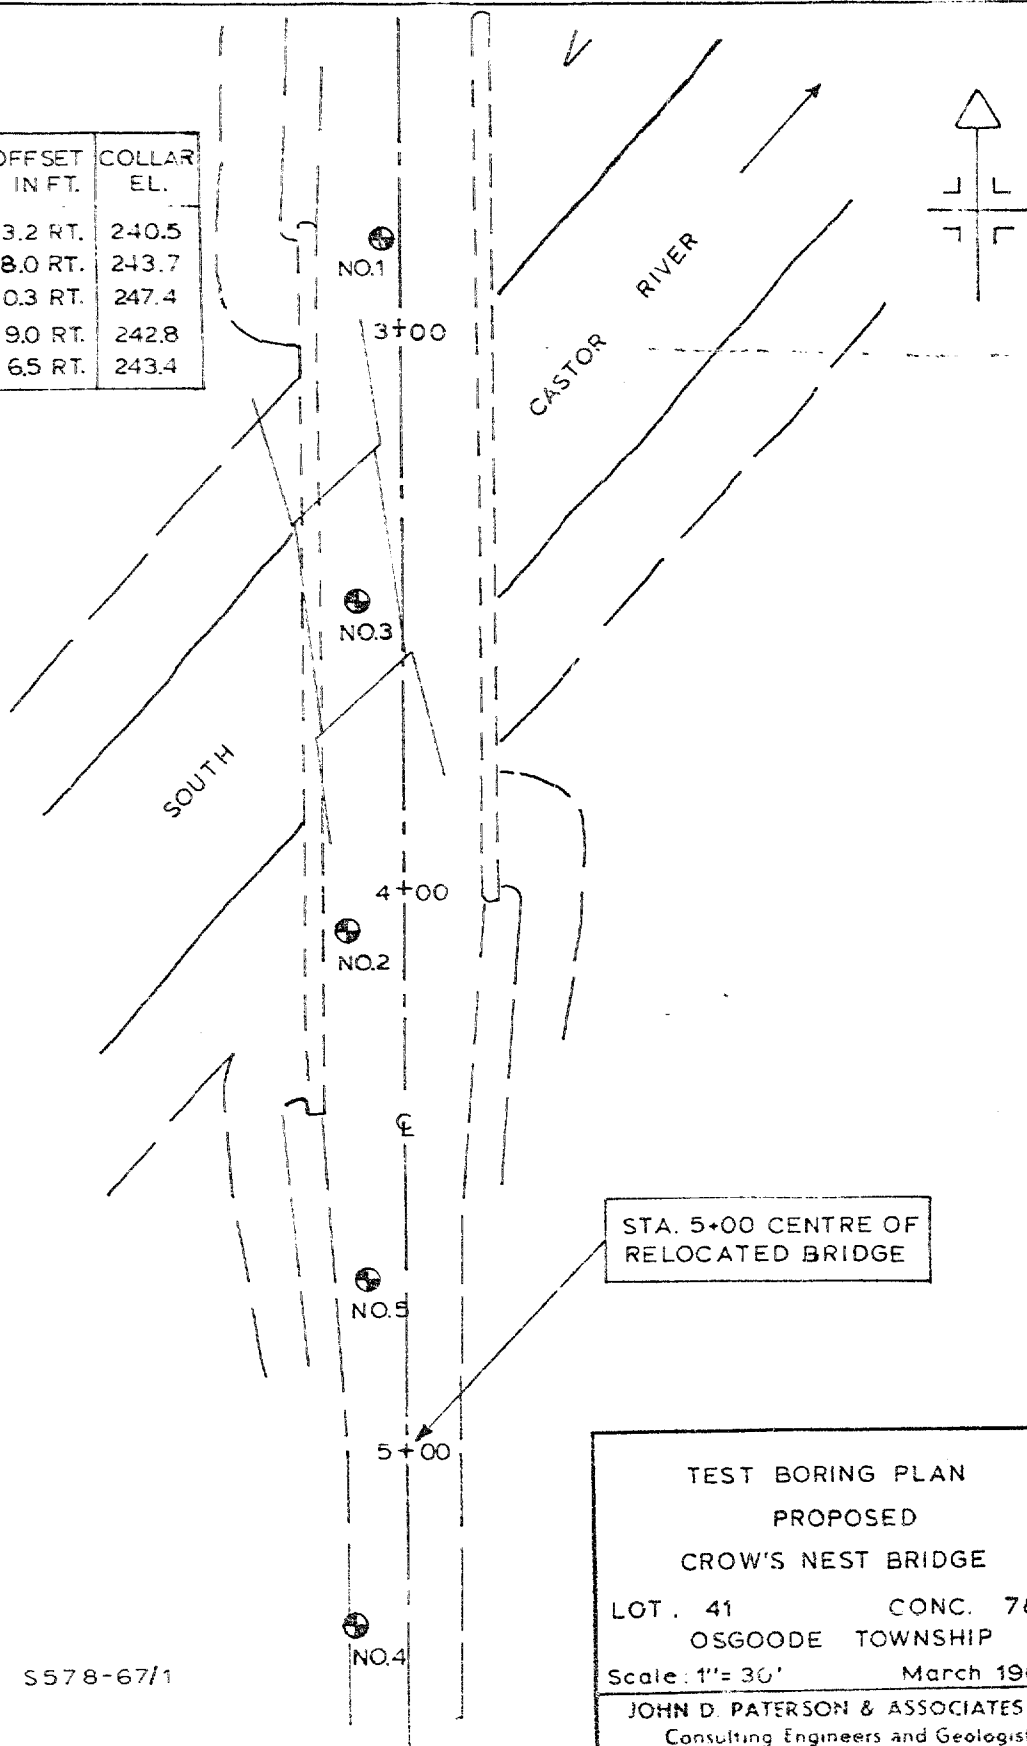 OFFSET COLLAR
IN FT. EL.
3.2 RT. 240.5
8.0 RT. 243.7
0.3 RT. 247.4
9.0 RT. 242.8
6.5 RT. 243.4
NO.1
3+00
CASTOR RIVER
NO.3
SOUTH
4+00
NO.2
℄
STA. 5+00 CENTRE OF
RELOCATED BRIDGE
NO.5
5+00
NO.4
S578-67/1
TEST BORING PLAN
PROPOSED
CROW'S NEST BRIDGE
LOT. 41 CONC. 7
OSGOODE TOWNSHIP
Scale: 1"= 30' March 19
JOHN D. PATERSON & ASSOCIATES
Consulting Engineers and Geologist